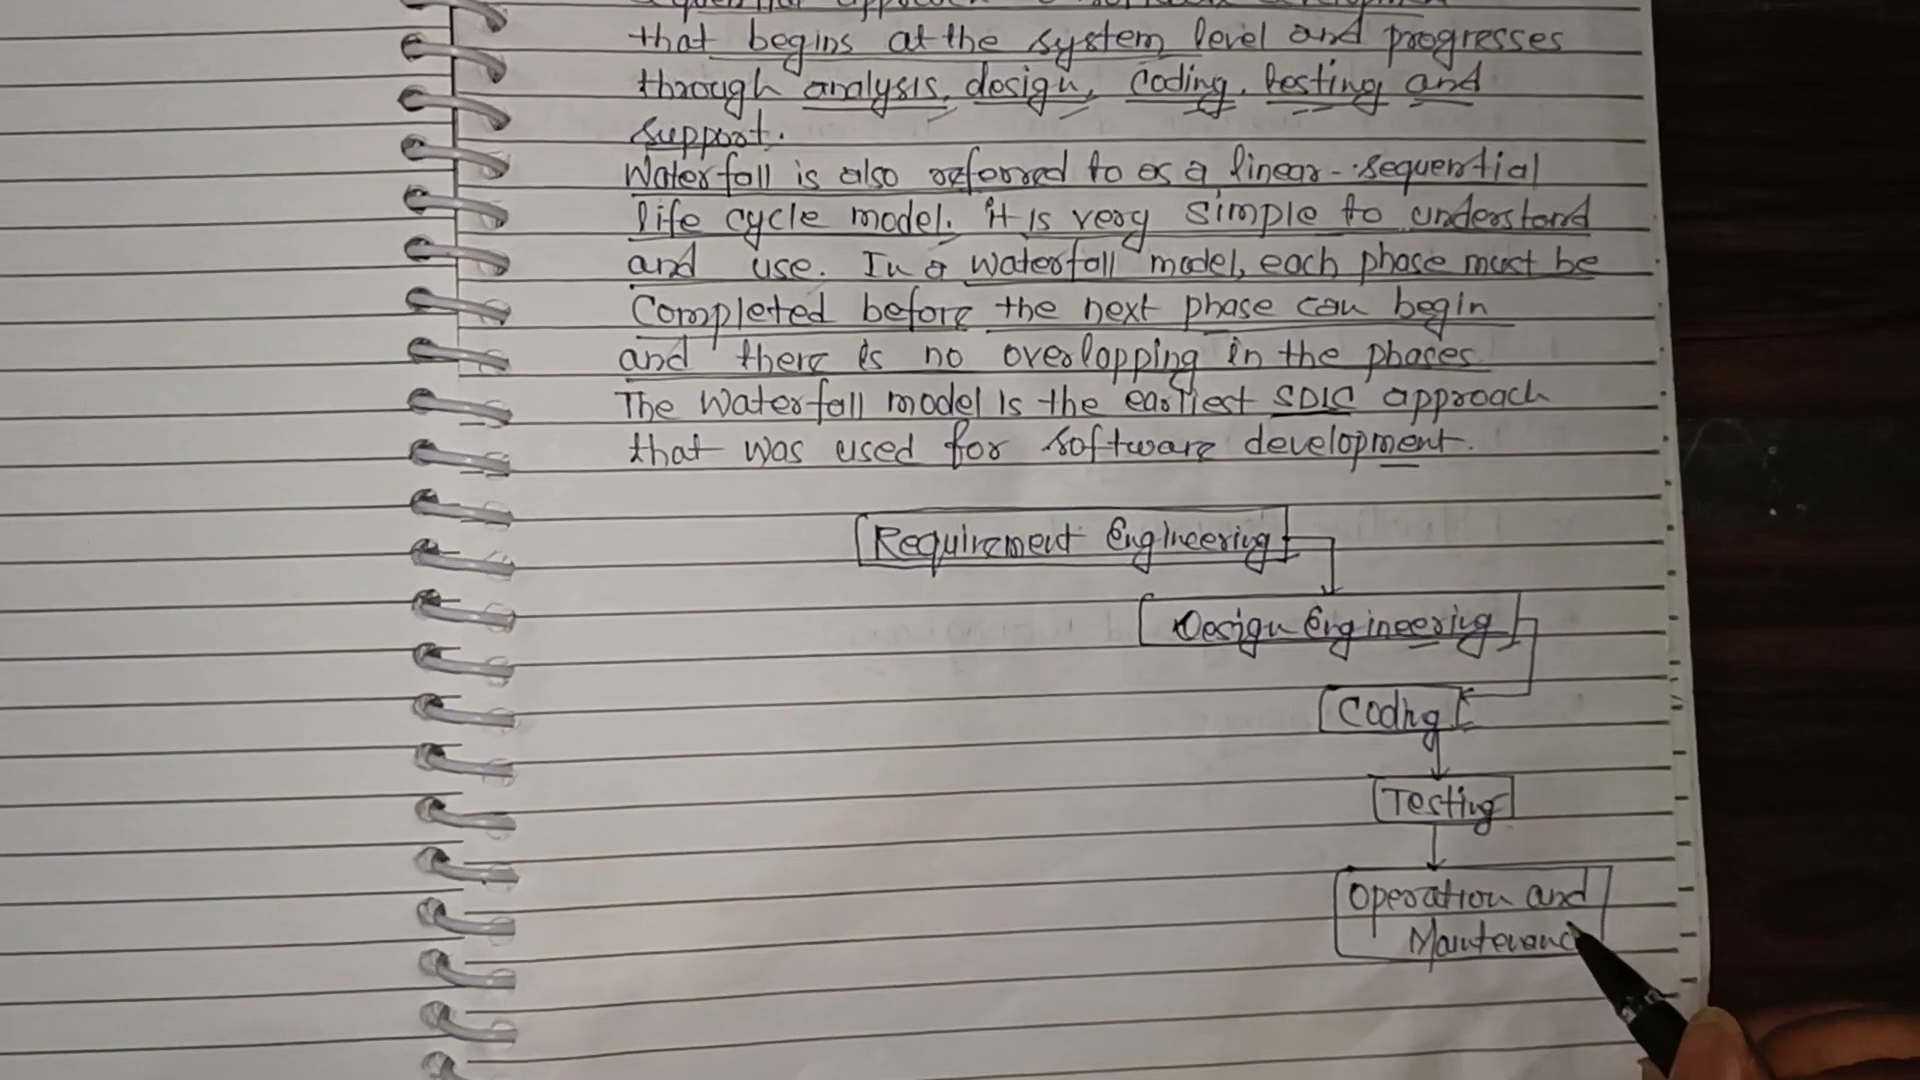 that begins at the system level and progresses
through analysis, design, coding, testing and
support.
Waterfall is also referred to as a linear-sequential
life cycle model. it is very simple to understand
and use. In a waterfall model, each phase must be
Completed before the next phase can begin
and there is no overlapping in the phases
The waterfall model is the earliest SDLC approach
that was used for software development.
Requirement Engineering
Design Engineering
Coding
Testing
Operation and